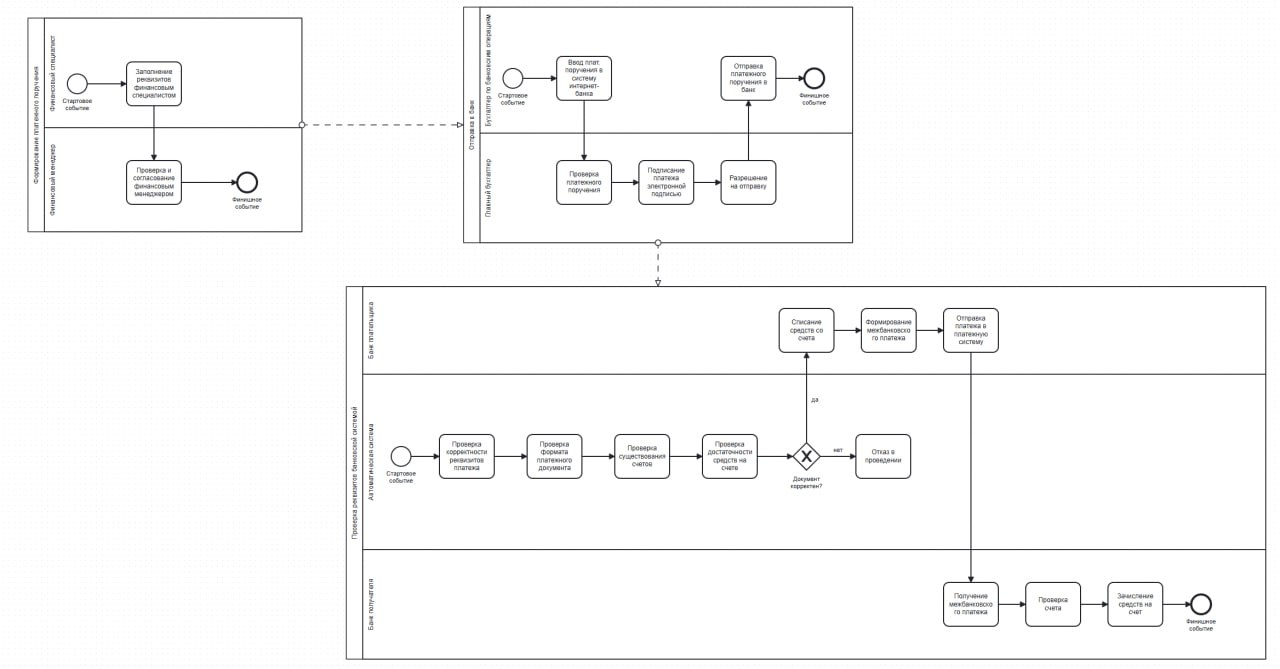 Формирование платежного поручения
Финансовый специалист
Стартовое
событие
Заполнение
реквизитов
финансовым
специалистом
Финансовый менеджер
Проверка и
согласование
финансовым
менеджером
Финишное
событие
Отправка в банк
Бухгалтер по банковским операциям
Стартовое
событие
Ввод плат.
поручения в
систему
интернет-
банка
Отправка
платежного
поручения в
банк
Финишное
событие
Главный бухгалтер
Проверка
платежного
поручения
Подписание
платежа
электронной
подписью
Разрешение
на отправку
Проверка реквизитов банковской системой
Банк плательщика
Списание
средств со
счета
Формирование
межбанковско
го платежа
Отправка
платежа в
платежную
систему
да
Автоматическая система
Стартовое
событие
Проверка
корректности
реквизитов
платежа
Проверка
формата
платежного
документа
Проверка
существования
счетов
Проверка
достаточности
средств на
счете
Документ
корректен?
нет
Отказ в
проведении
Банк получателя
Получение
межбанковско
го платежа
Проверка
счета
Зачисление
средств на
счет
Финишное
событие